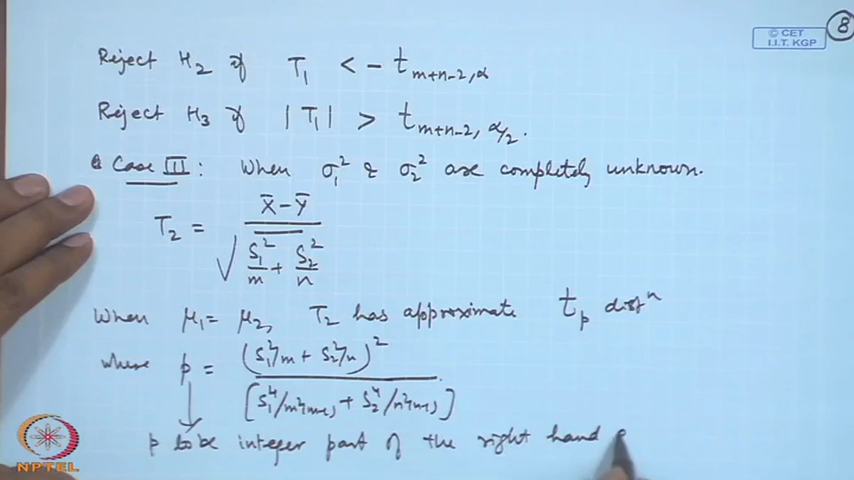 8
© CET
I.I.T. KGP
Reject H₂ if T₁ < − t_{m+n-2, α}
Reject H₃ if |T₁| > t_{m+n-2, α/2}.
Case III : When σ₁² & σ₂² are completely unknown.
T₂ = (X̄ − Ȳ) / √(S₁²/m + S₂²/n)
When μ₁ = μ₂, T₂ has approximate t_p distⁿ
where p = (S₁²/m + S₂²/n)² / [S₁⁴/m²(m-1) + S₂⁴/n²(n-1)]
p to be integer part of the right hand
NPTEL